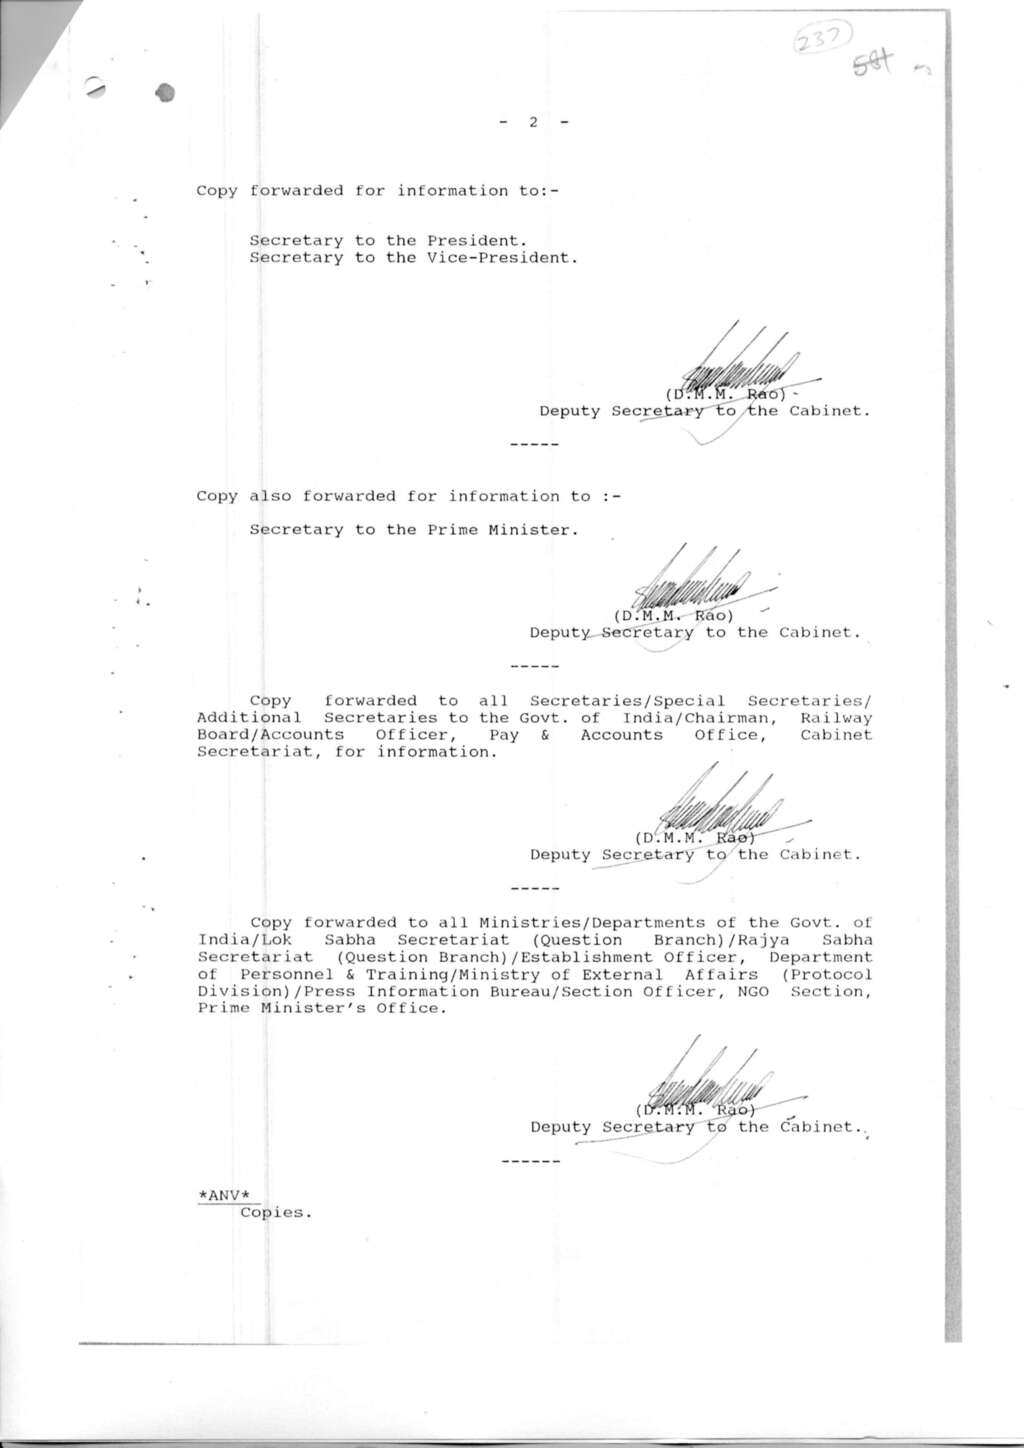 237
- 2 -
Copy forwarded for information to:-
Secretary to the President.
Secretary to the Vice-President.
(D.M.M. Rao)
Deputy Secretary to the Cabinet.
-----
Copy also forwarded for information to :-
Secretary to the Prime Minister.
(D.M.M. Rao)
Deputy Secretary to the Cabinet.
-----
Copy forwarded to all Secretaries/Special Secretaries/
Additional Secretaries to the Govt. of India/Chairman, Railway
Board/Accounts Officer, Pay & Accounts Office, Cabinet
Secretariat, for information.
(D.M.M. Rao)
Deputy Secretary to the Cabinet.
-----
Copy forwarded to all Ministries/Departments of the Govt. of
India/Lok Sabha Secretariat (Question Branch)/Rajya Sabha
Secretariat (Question Branch)/Establishment Officer, Department
of Personnel & Training/Ministry of External Affairs (Protocol
Division)/Press Information Bureau/Section Officer, NGO Section,
Prime Minister's Office.
(D.M.M. Rao)
Deputy Secretary to the Cabinet.
------
*ANV*
Copies.